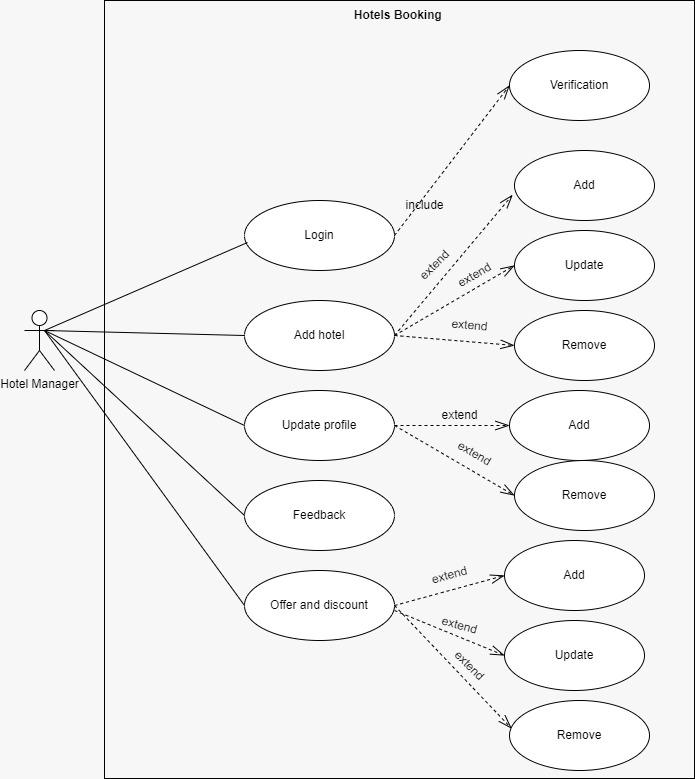 Hotels Booking
Verification
include
Login
Add
extend
extend
Update
Add hotel
extend
Remove
Hotel Manager
Update profile
extend
Add
extend
Remove
Feedback
extend
Add
Offer and discount
extend
Update
extend
Remove